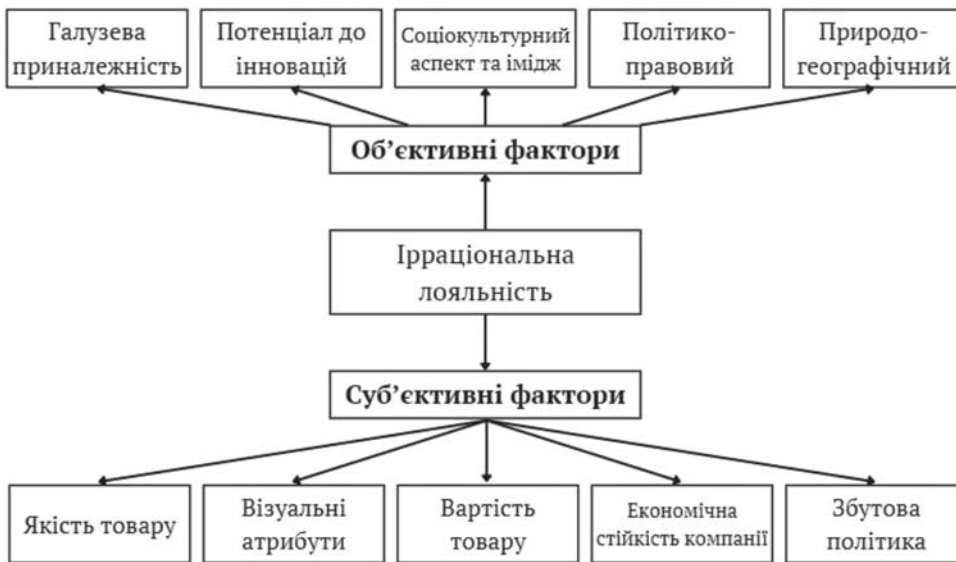 Галузева
приналежність
Потенціал до
інновацій
Соціокультурний
аспект та імідж
Політико-
правовий
Природо-
географічний
Об’єктивні фактори
Ірраціональна
лояльність
Суб’єктивні фактори
Якість товару
Візуальні
атрибути
Вартість
товару
Економічна
стійкість компанії
Збутова
політика